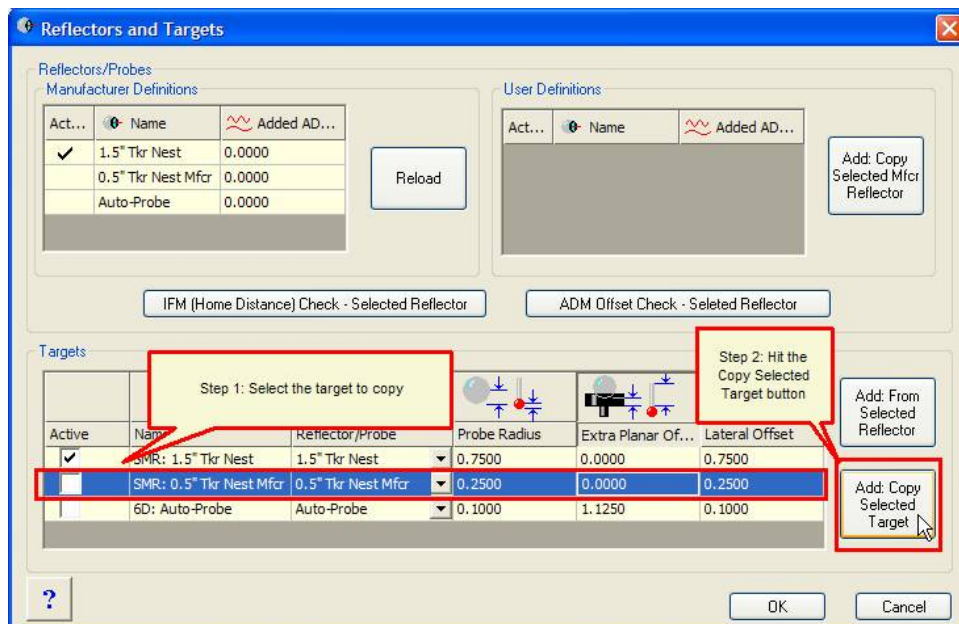 Reflectors and Targets
Reflectors/Probes
Manufacturer Definitions
Act... Name Added AD...
1.5" Tkr Nest 0.0000
0.5" Tkr Nest Mfcr 0.0000
Auto-Probe 0.0000
Reload
User Definitions
Act... Name Added AD...
Add: Copy
Selected Mfcr
Reflector
IFM (Home Distance) Check - Selected Reflector
ADM Offset Check - Seleted Reflector
Targets
Step 1: Select the target to copy
Step 2: Hit the
Copy Selected
Target button
Active Name Reflector/Probe Probe Radius Extra Planar Of... Lateral Offset
SMR: 1.5" Tkr Nest 1.5" Tkr Nest 0.7500 0.0000 0.7500
SMR: 0.5" Tkr Nest Mfcr 0.5" Tkr Nest Mfcr 0.2500 0.0000 0.2500
6D: Auto-Probe Auto-Probe 0.1000 1.1250 0.1000
Add: From
Selected
Reflector
Add: Copy
Selected
Target
?
OK
Cancel